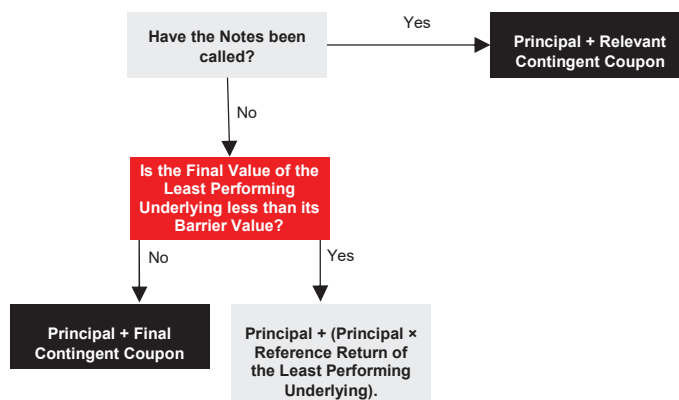 Have the Notes been
called?
Yes
Principal + Relevant
Contingent Coupon
No
Is the Final Value of the
Least Performing
Underlying less than its
Barrier Value?
No
Yes
Principal + Final
Contingent Coupon
Principal + (Principal ×
Reference Return of
the Least Performing
Underlying).